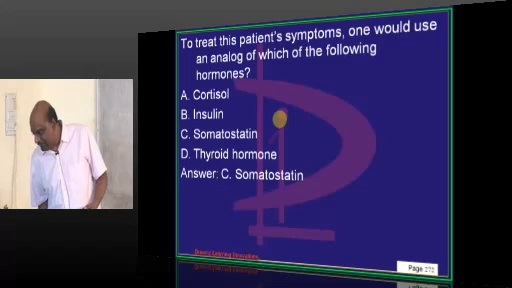 To treat this patient's symptoms, one would use
an analog of which of the following
hormones?
A. Cortisol
B. Insulin
C. Somatostatin
D. Thyroid hormone
Answer: C. Somatostatin
Page 270